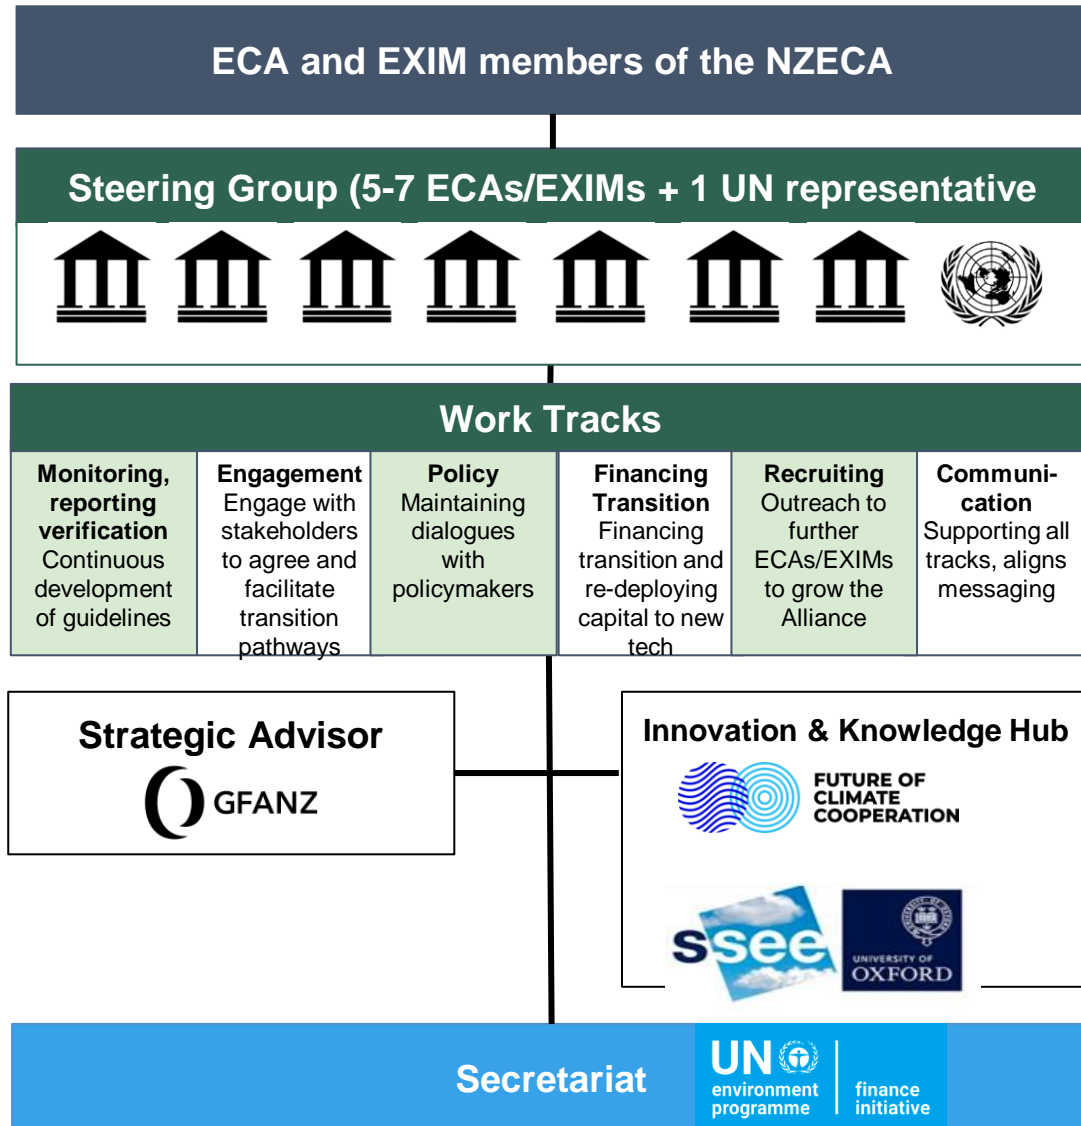 ECA and EXIM members of the NZECA
Steering Group (5-7 ECAs/EXIMs + 1 UN representative
Work Tracks
Monitoring,
reporting
verification
Continuous
development
of guidelines
Engagement
Engage with
stakeholders
to agree and
facilitate
transition
pathways
Policy
Maintaining
dialogues
with
policymakers
Financing
Transition
Financing
transition and
re-deploying
capital to new
tech
Recruiting
Outreach to
further
ECAs/EXIMs
to grow the
Alliance
Communi-
cation
Supporting all
tracks, aligns
messaging
Strategic Advisor
GFANZ
Innovation & Knowledge Hub
FUTURE OF
CLIMATE
COOPERATION
ssee
UNIVERSITY OF
OXFORD
Secretariat
UN
environment
programme
finance
initiative